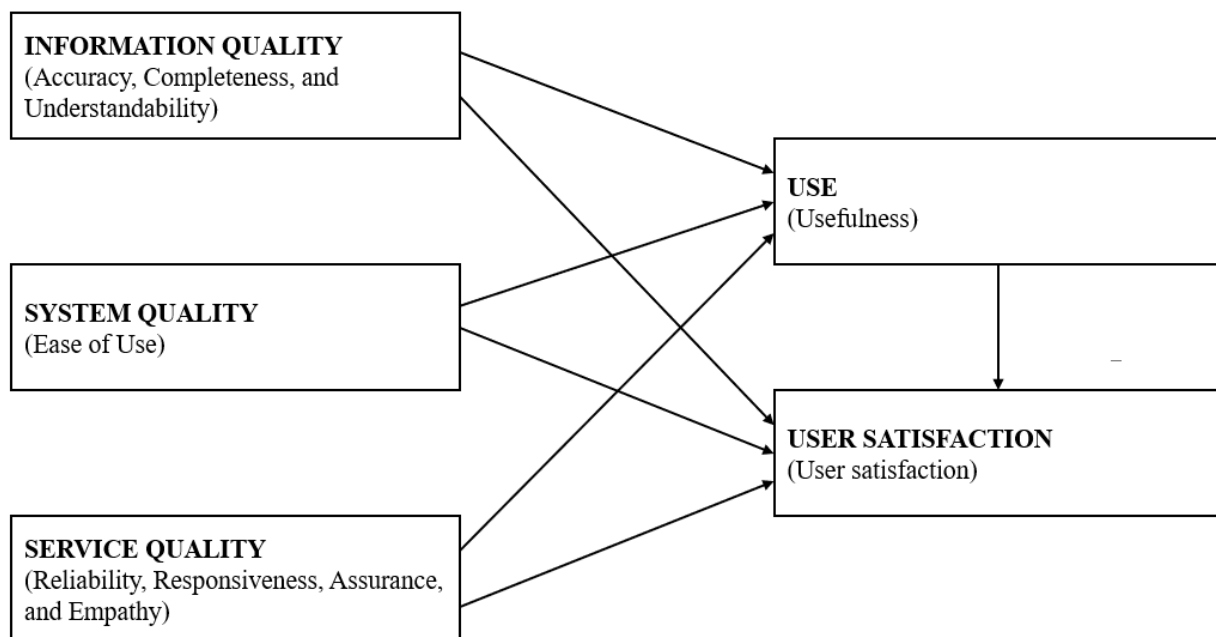 INFORMATION QUALITY
(Accuracy, Completeness, and
Understandability)
USE
(Usefulness)
SYSTEM QUALITY
(Ease of Use)
USER SATISFACTION
(User satisfaction)
SERVICE QUALITY
(Reliability, Responsiveness, Assurance,
and Empathy)